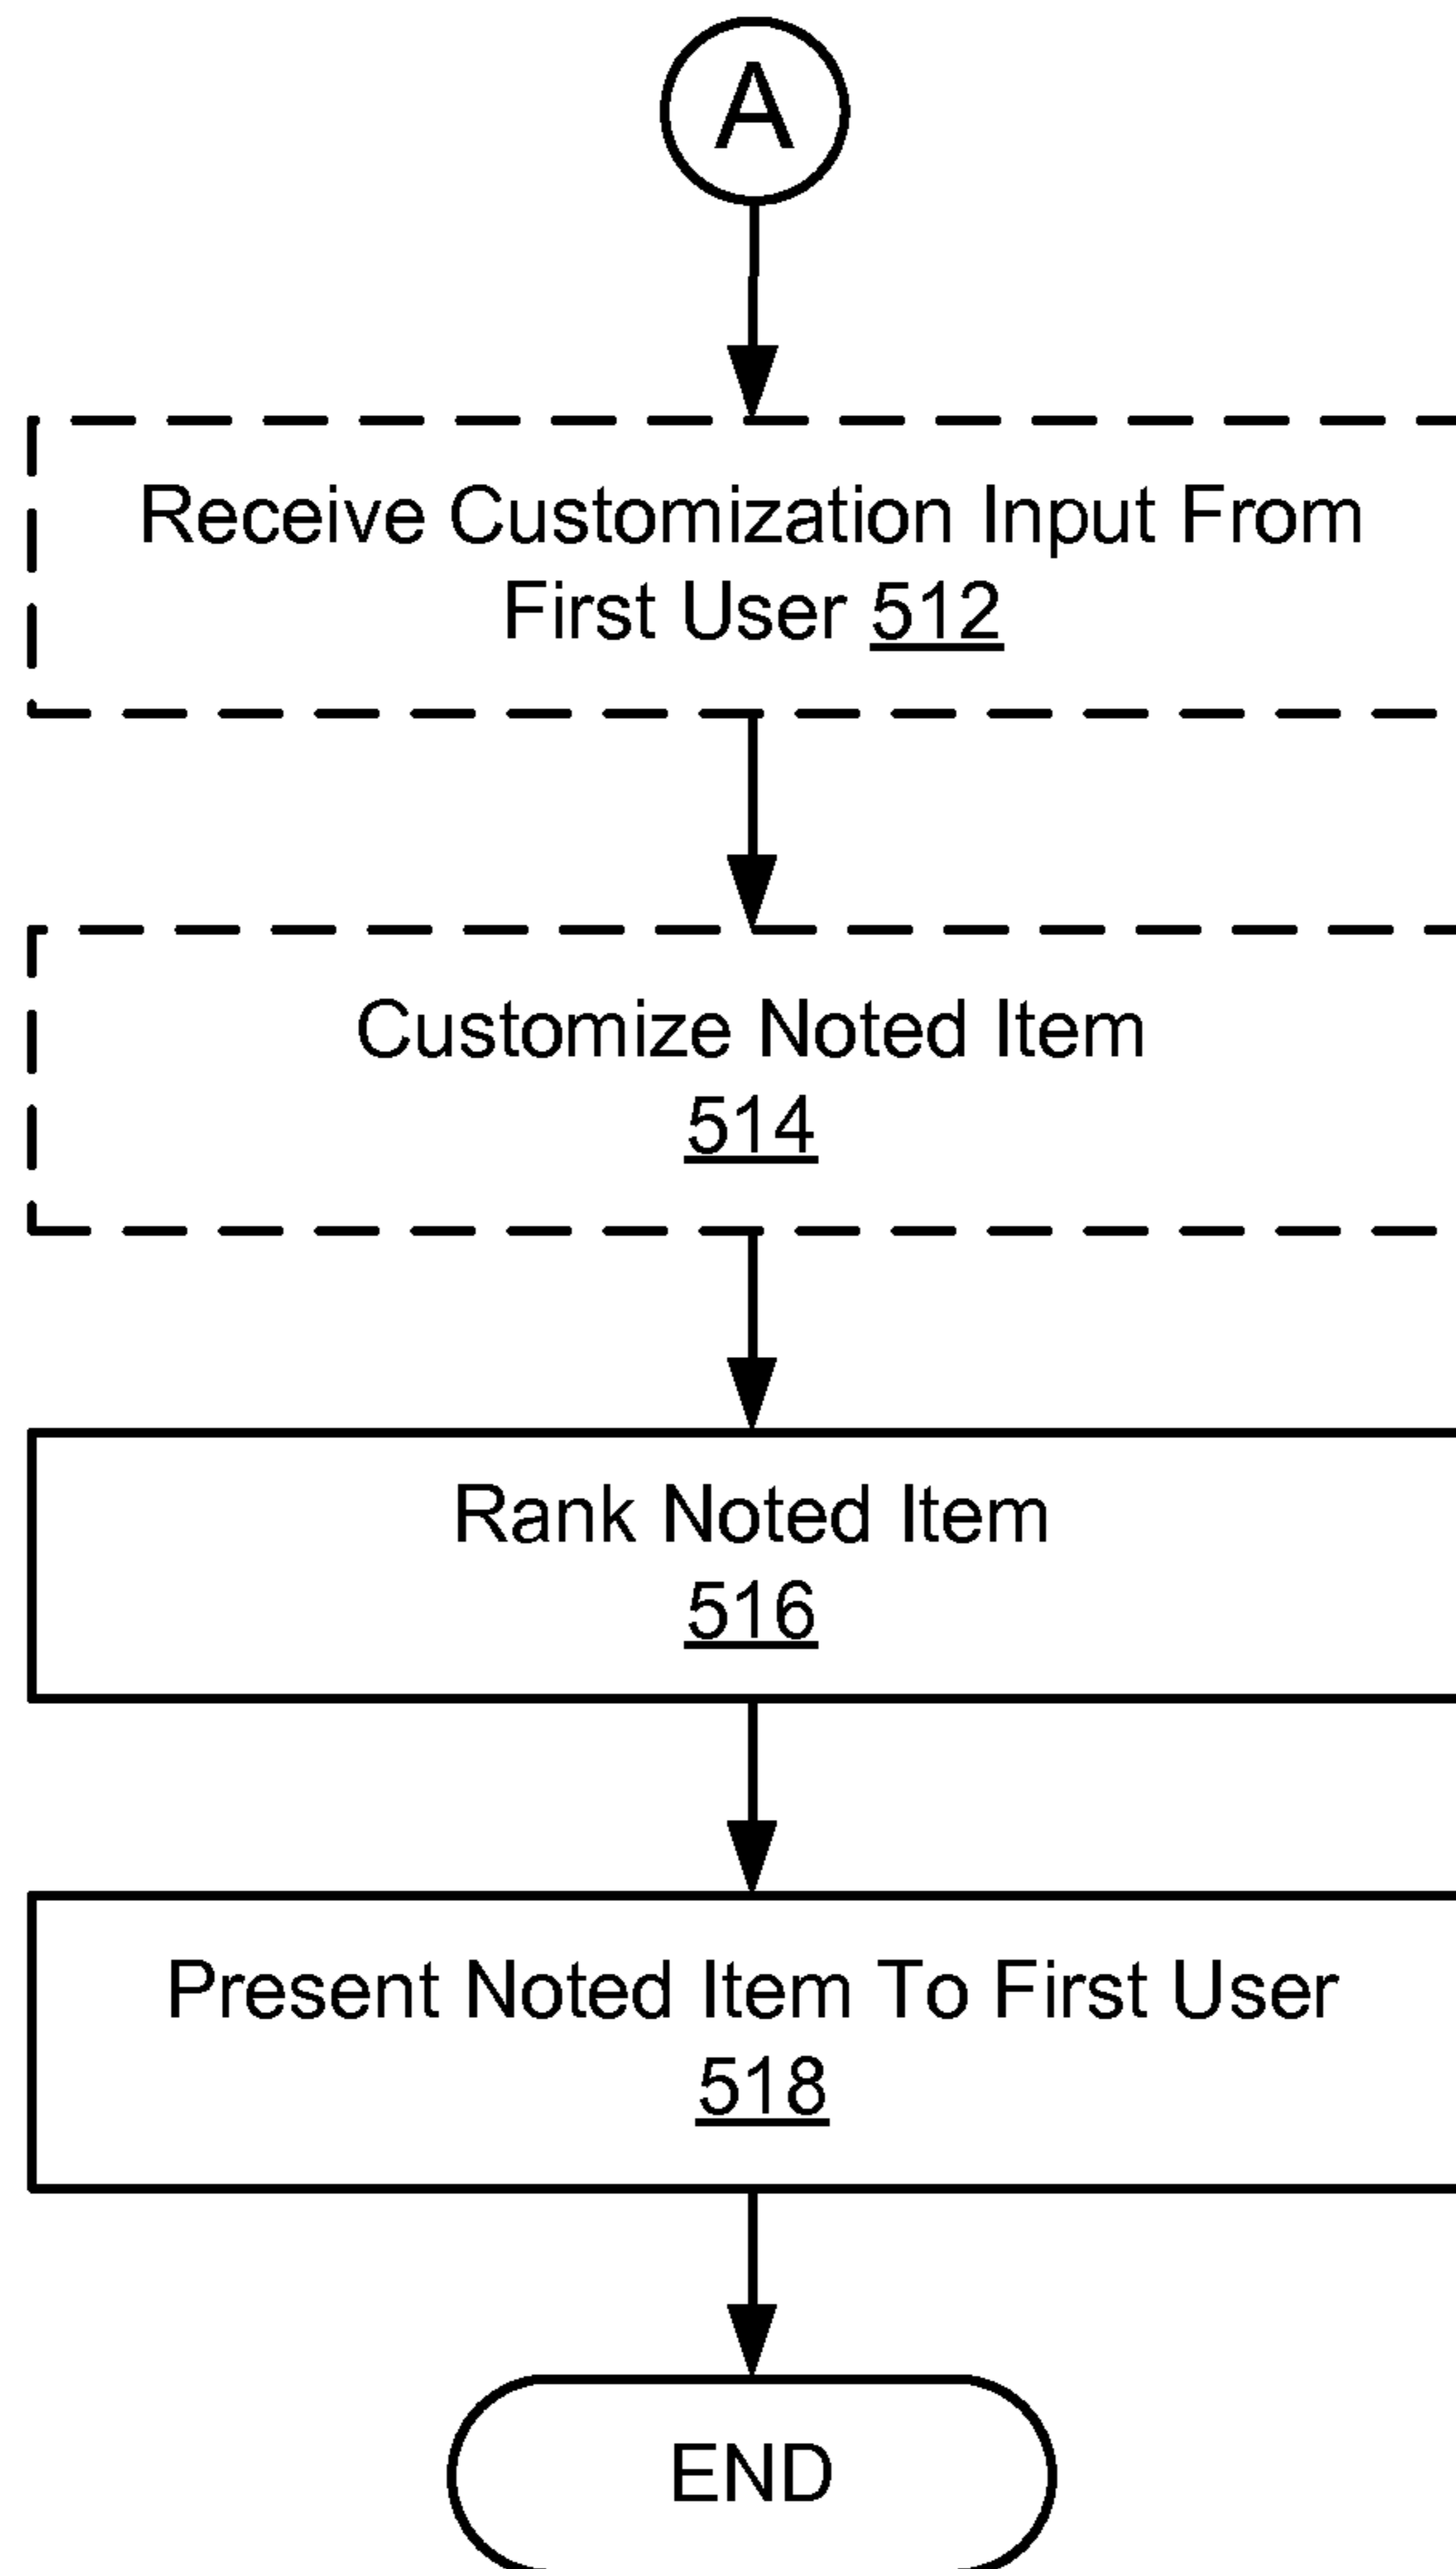 A
Receive Customization Input From
First User 512
Customize Noted Item
514
Rank Noted Item
516
Present Noted Item To First User
518
END